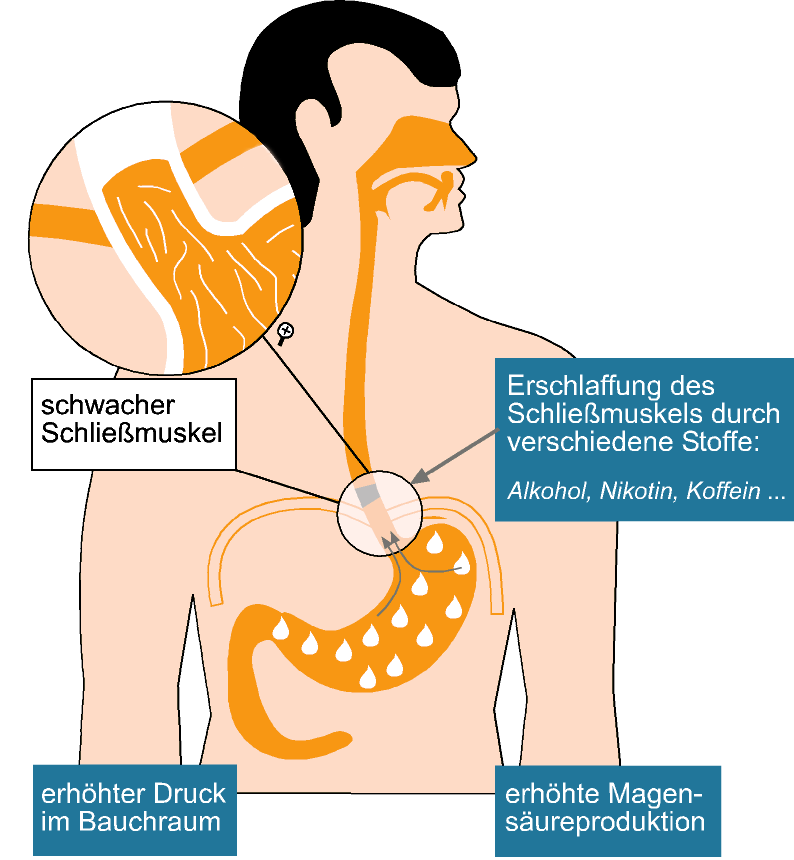 schwacher
Schließmuskel
Erschlaffung des
Schließmuskels durch
verschiedene Stoffe:
Alkohol, Nikotin, Koffein ...
erhöhter Druck
im Bauchraum
erhöhte Magen-
säureproduktion